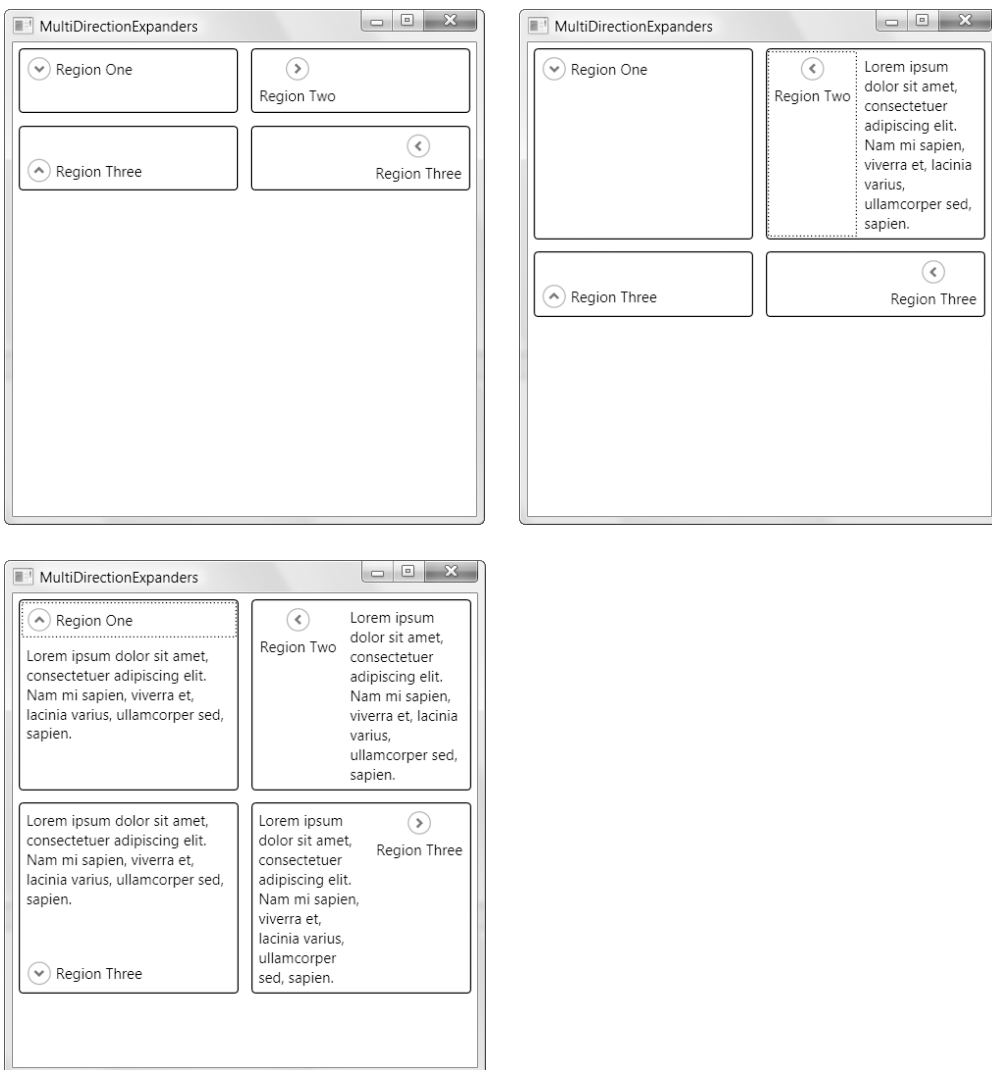 MultiDirectionExpanders
Region One
Region Two
Region Three
Region Three
MultiDirectionExpanders
Region One
Region Two
Lorem ipsum
dolor sit amet,
consectetuer
adipiscing elit.
Nam mi sapien,
viverra et, lacinia
varius,
ullamcorper sed,
sapien.
Region Three
Region Three
MultiDirectionExpanders
Region One
Lorem ipsum dolor sit amet,
consectetuer adipiscing elit.
Nam mi sapien, viverra et,
lacinia varius, ullamcorper sed,
sapien.
Region Two
Lorem ipsum
dolor sit amet,
consectetuer
adipiscing elit.
Nam mi sapien,
viverra et, lacinia
varius,
ullamcorper sed,
sapien.
Lorem ipsum dolor sit amet,
consectetuer adipiscing elit.
Nam mi sapien, viverra et,
lacinia varius, ullamcorper sed,
sapien.
Region Three
Lorem ipsum
dolor sit amet,
consectetuer
adipiscing elit.
Nam mi sapien,
viverra et,
lacinia varius,
ullamcorper
sed, sapien.
Region Three